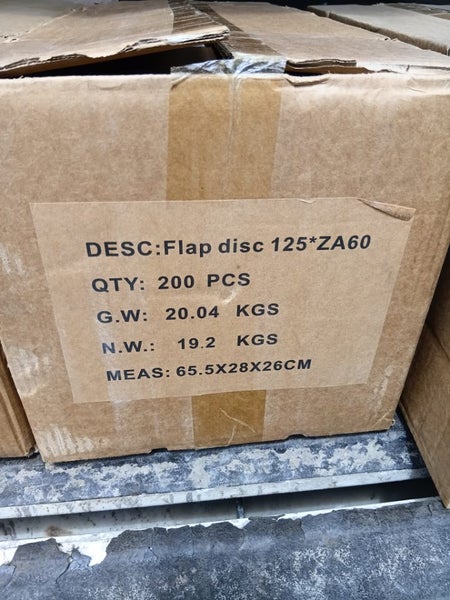 DESC:Flap disc 125*ZA60
QTY: 200 PCS
G.W: 20.04 KGS
N.W.: 19.2 KGS
MEAS: 65.5X28X26CM